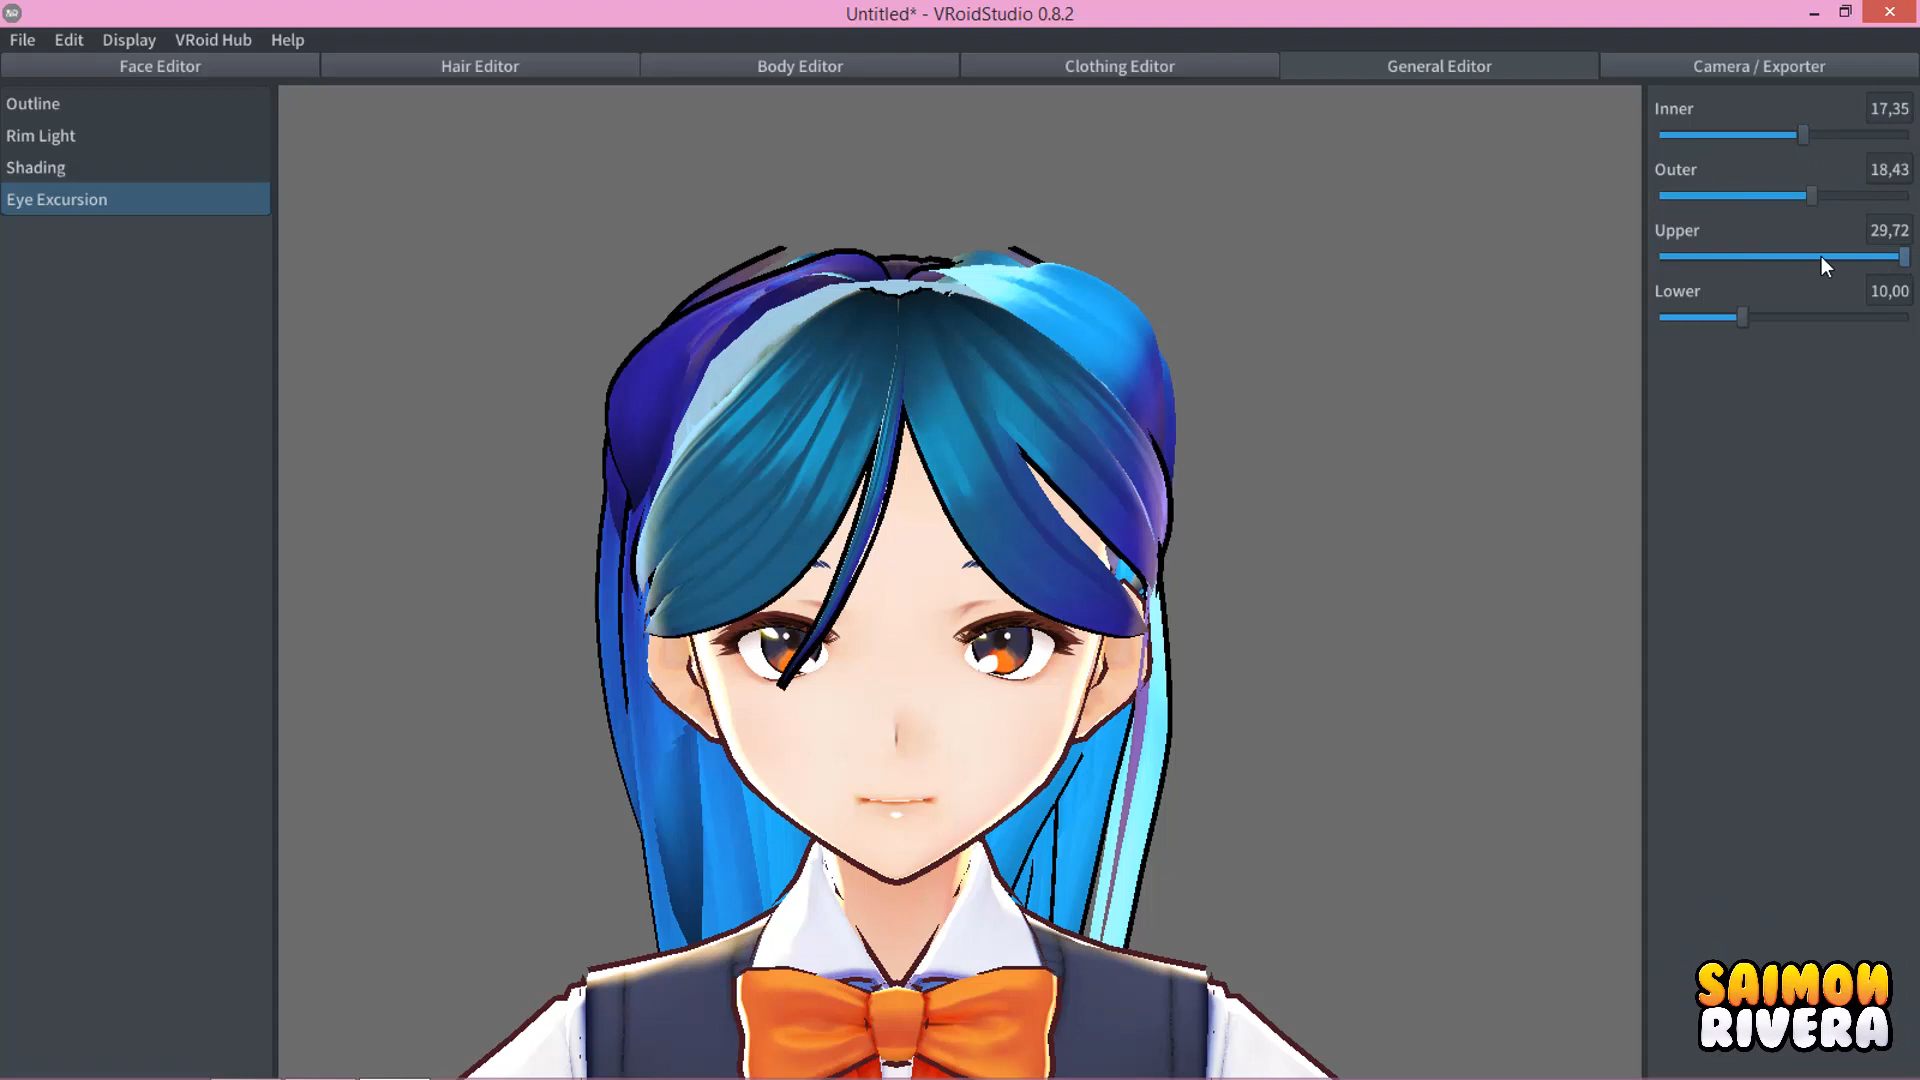 Untitled* - VRoidStudio 0.8.2
File Edit Display VRoid Hub Help
Face Editor Hair Editor Body Editor Clothing Editor General Editor Camera / Exporter
Outline
Rim Light
Shading
Eye Excursion
Inner 17,35
Outer 18,43
Upper 29,72
Lower 10,00
SAIMON
RIVERA